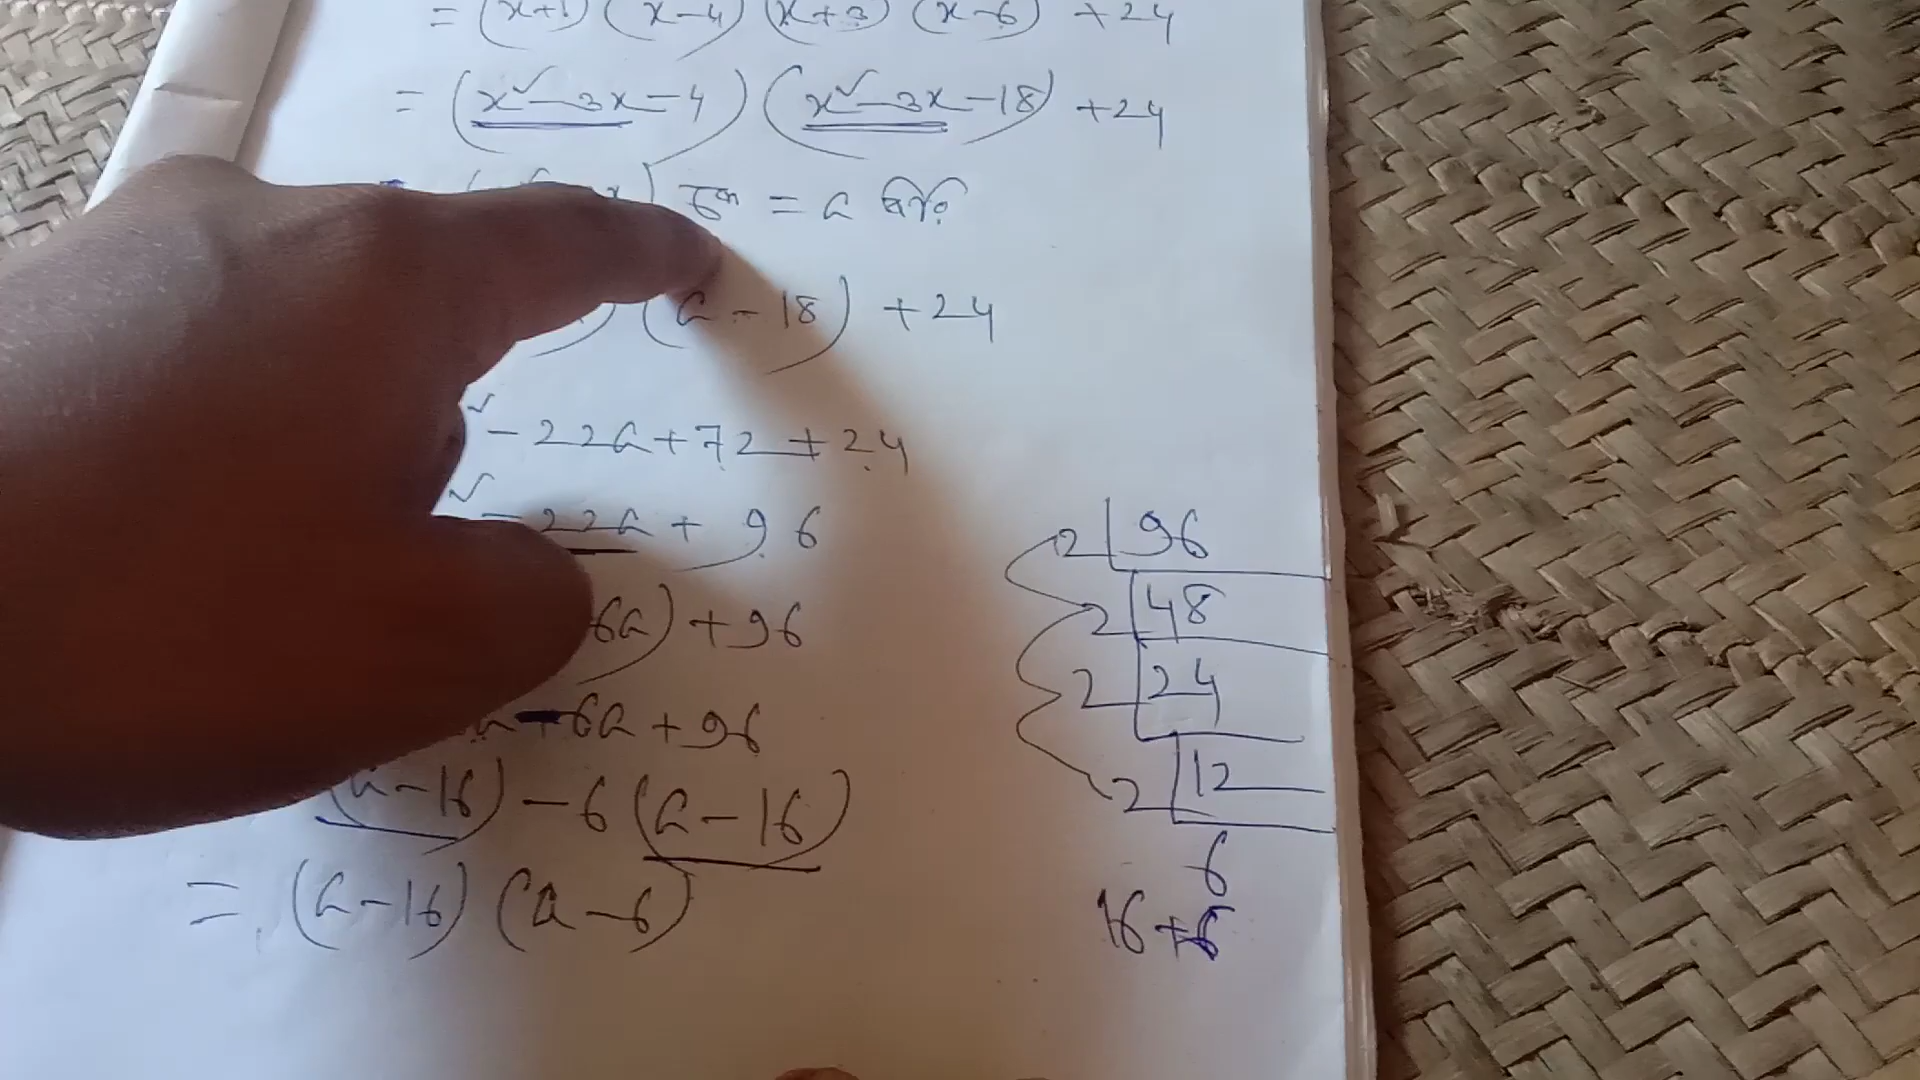 = (x+1) (x-4) (x+3) (x-6) +24
= (x²-3x-4) (x²-3x-18) +24
= a ধরি
(a-18) +24
-22a+72+24
-22a+96
6a)+96
-6a+96
(a-16)-6(a-16)
= (a-16) (a-6)
2 96
2 48
2 24
2 12
6
16+6